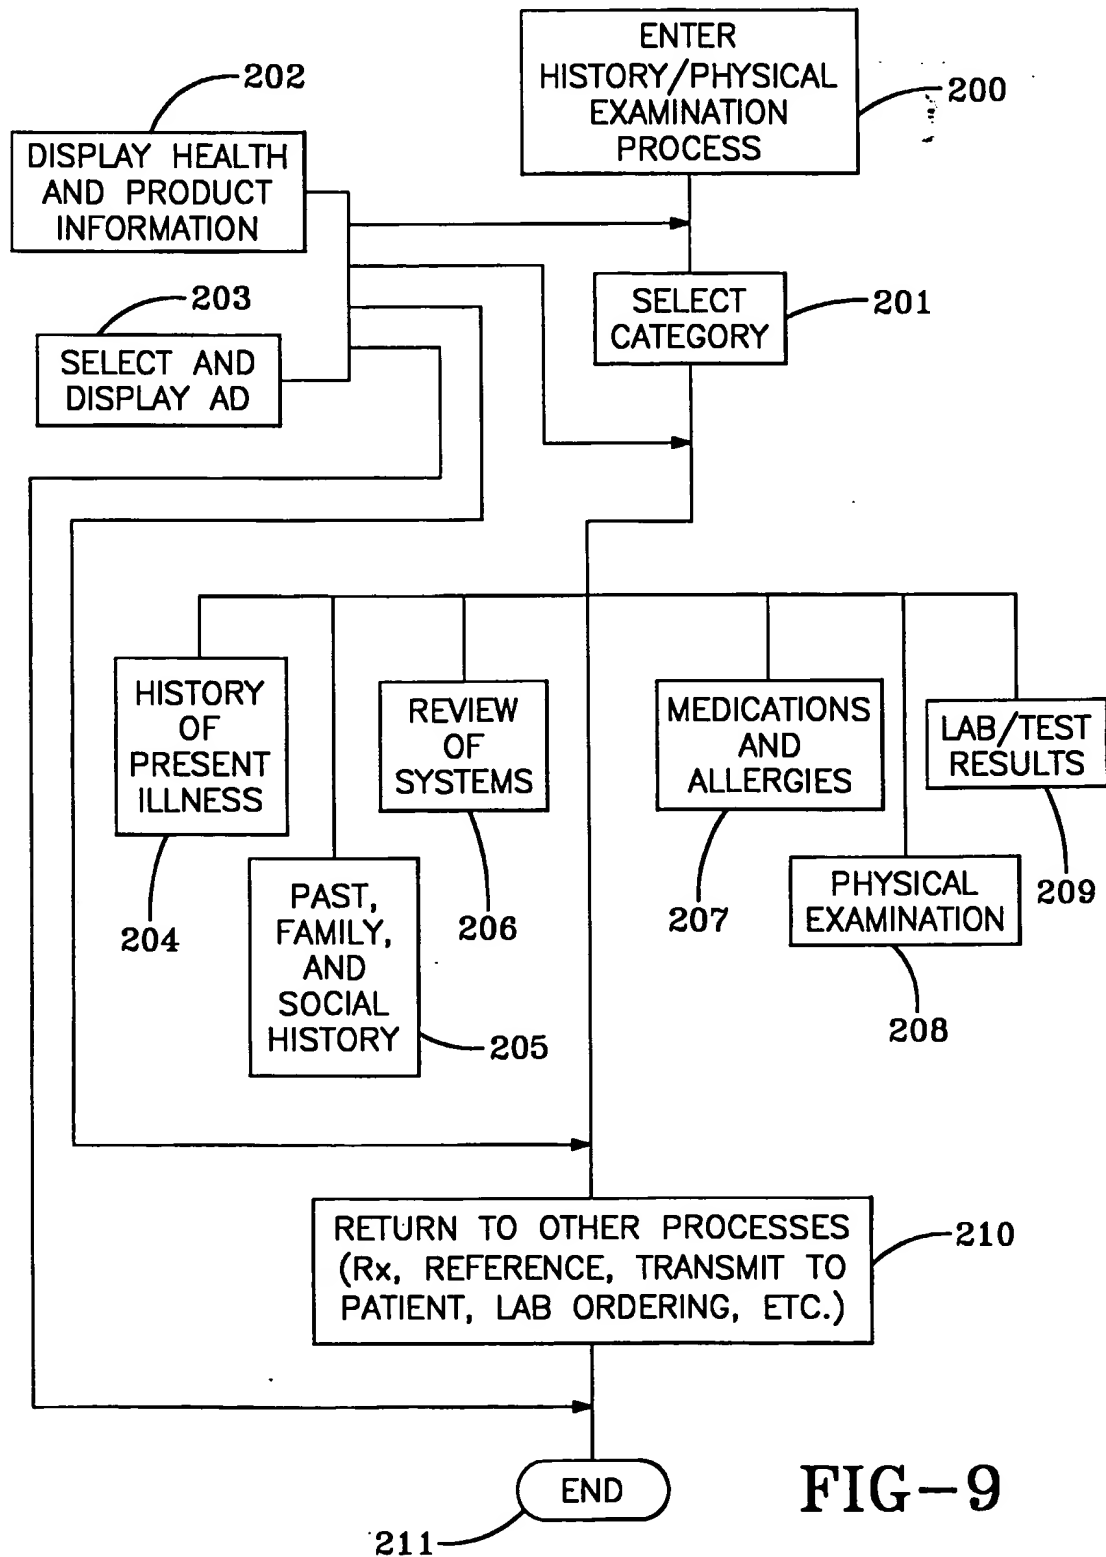 ENTER
HISTORY/PHYSICAL
EXAMINATION
PROCESS
200
202
DISPLAY HEALTH
AND PRODUCT
INFORMATION
203
SELECT AND
DISPLAY AD
SELECT
CATEGORY
201
HISTORY
OF
PRESENT
ILLNESS
204
PAST,
FAMILY,
AND
SOCIAL
HISTORY
205
REVIEW
OF
SYSTEMS
206
MEDICATIONS
AND
ALLERGIES
207
PHYSICAL
EXAMINATION
208
LAB/TEST
RESULTS
209
RETURN TO OTHER PROCESSES
(Rx, REFERENCE, TRANSMIT TO
PATIENT, LAB ORDERING, ETC.)
210
END
211
FIG-9